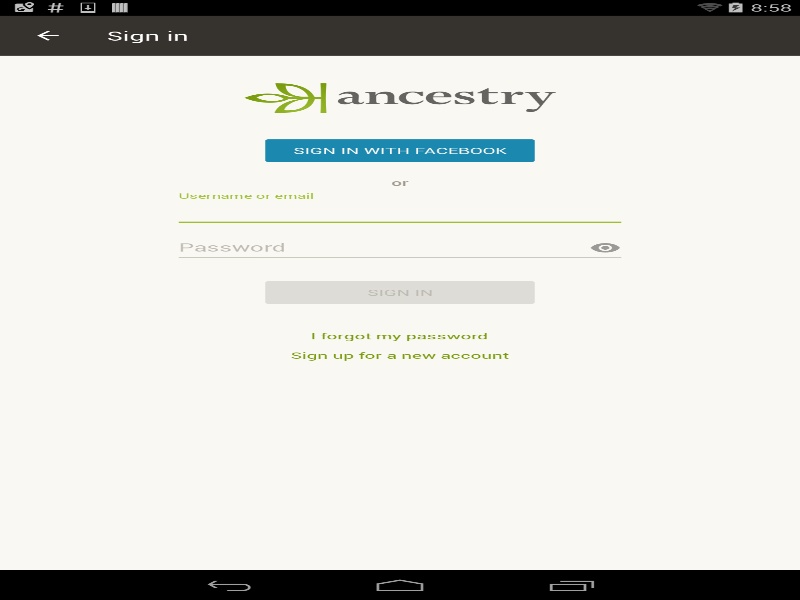 8:58
Sign in
ancestry
SIGN IN WITH FACEBOOK
or
Username or email
Password
SIGN IN
I forgot my password
Sign up for a new account